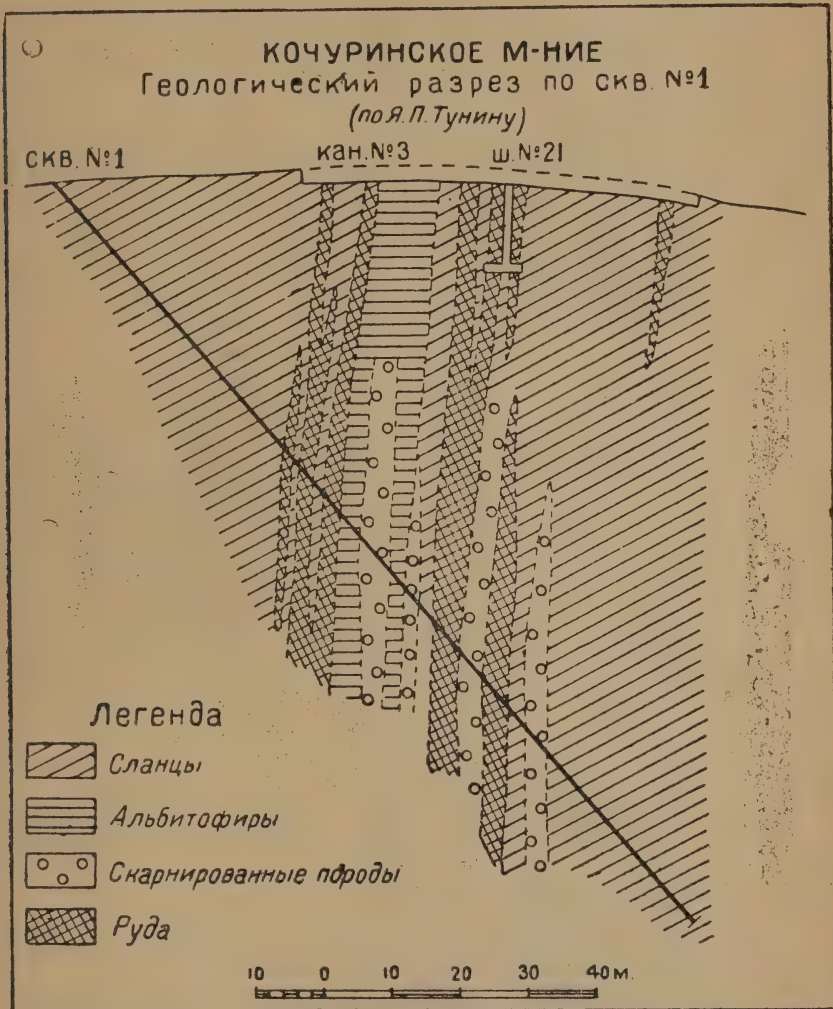 КОЧУРИНСКОЕ М-НИЕ
Геологический разрез по скв. №1
(по Я.П.Тунину)
скв. №1 кан.№3 ш.№21
Легенда
Сланцы
Альбитофиры
Скарнированные породы
Руда
10 0 10 20 30 40 м.